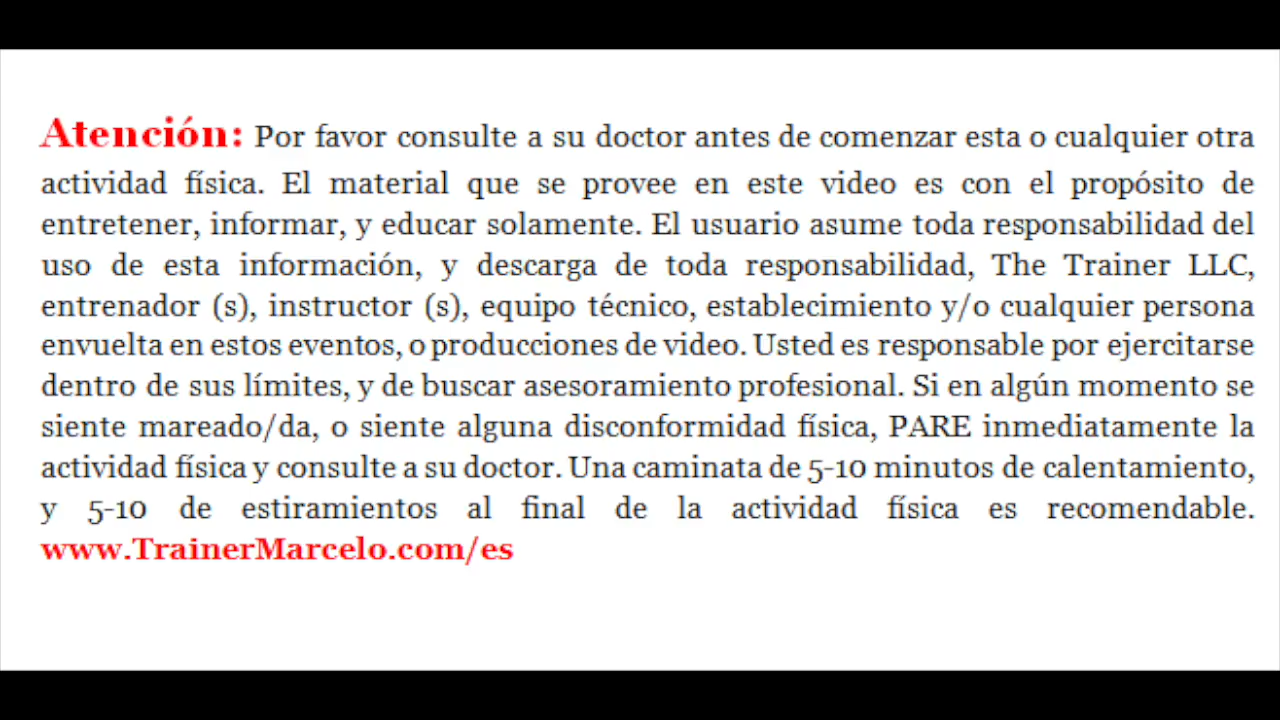 Atención: Por favor consulte a su doctor antes de comenzar esta o cualquier otra
actividad física. El material que se provee en este video es con el propósito de
entretener, informar, y educar solamente. El usuario asume toda responsabilidad del
uso de esta información, y descarga de toda responsabilidad, The Trainer LLC,
entrenador (s), instructor (s), equipo técnico, establecimiento y/o cualquier persona
envuelta en estos eventos, o producciones de video. Usted es responsable por ejercitarse
dentro de sus límites, y de buscar asesoramiento profesional. Si en algún momento se
siente mareado/da, o siente alguna disconformidad física, PARE inmediatamente la
actividad física y consulte a su doctor. Una caminata de 5-10 minutos de calentamiento,
y 5-10 de estiramientos al final de la actividad física es recomendable.
www.TrainerMarcelo.com/es